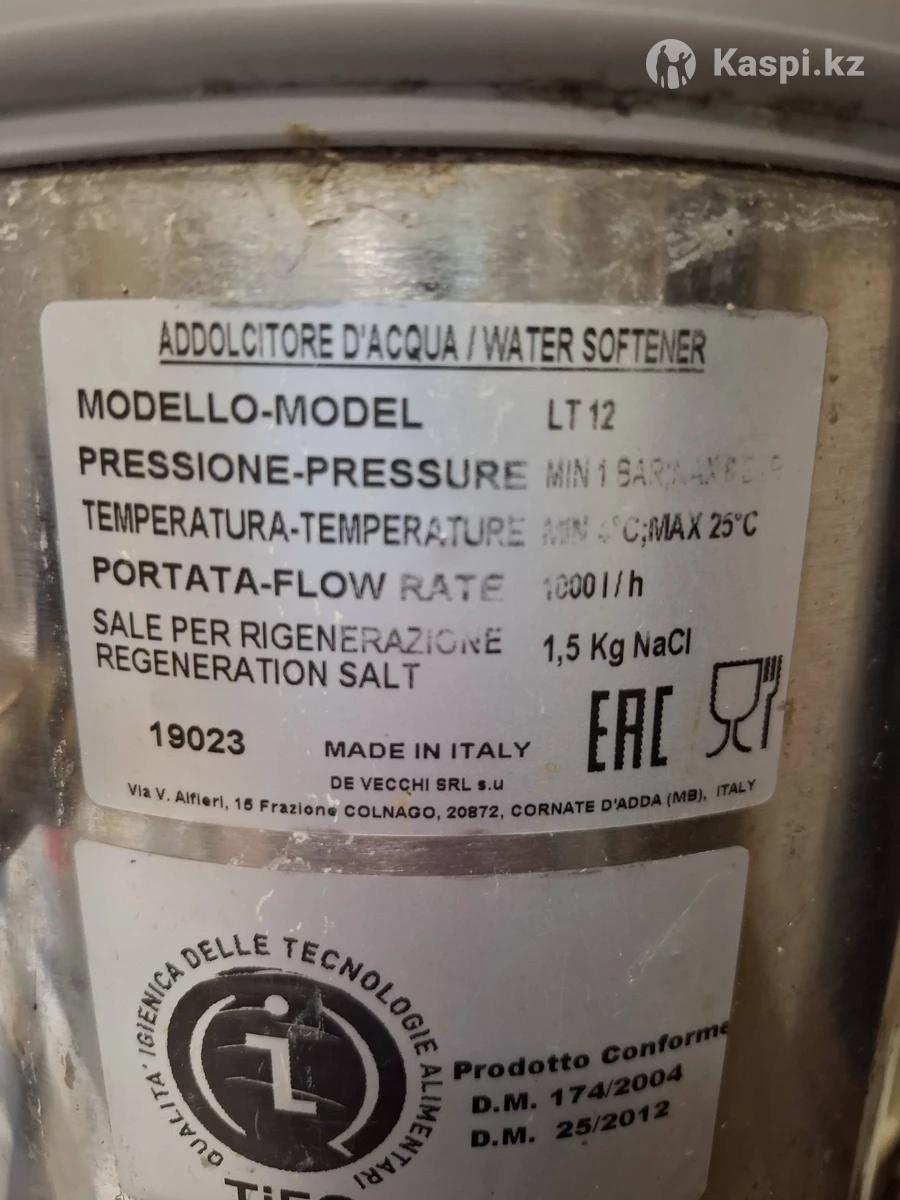 Kaspi.kz
ADDOLCITORE D'ACQUA / WATER SOFTENER
MODELLO-MODEL LT 12
PRESSIONE-PRESSURE MIN 1 BAR;MAX
TEMPERATURA-TEMPERATURE MIN °C;MAX 25°C
PORTATA-FLOW RATE 1000 l/h
SALE PER RIGENERAZIONE
REGENERATION SALT 1,5 Kg NaCl
EAC
19023 MADE IN ITALY
DE VECCHI SRL s.u
Via V. Alfieri, 15 Frazione COLNAGO, 20872, CORNATE D'ADDA (MB), ITALY
QUALITA' IGIENICA DELLE TECNOLOGIE ALIMENTARI
Prodotto Conforme
D.M. 174/2004
D.M. 25/2012